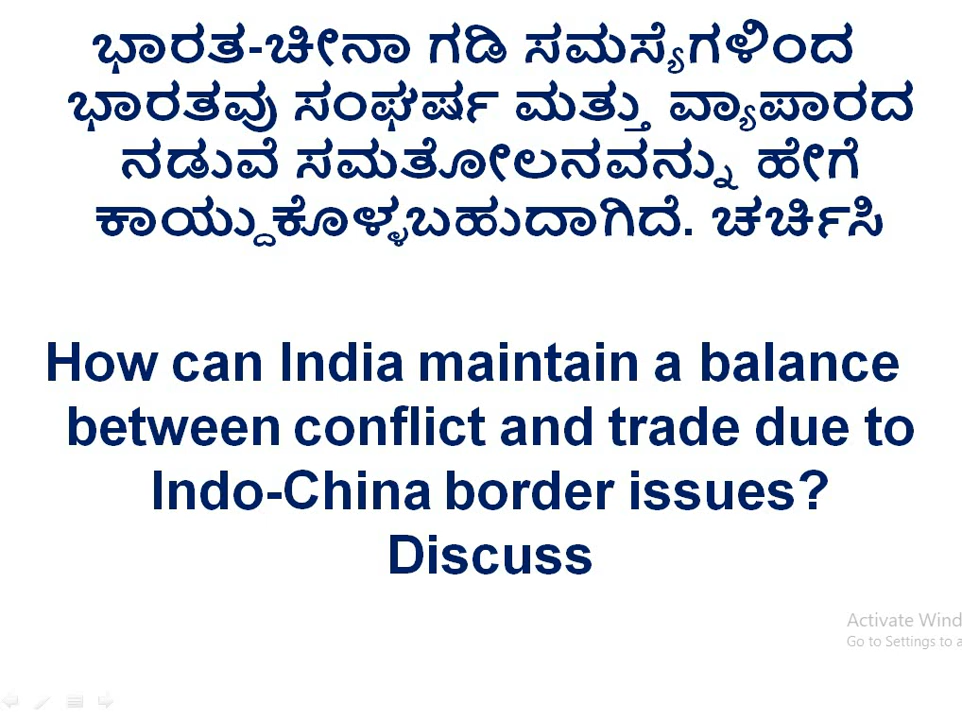 ಭಾರತ-ಚೀನಾ ಗಡಿ ಸಮಸ್ಯೆಗಳಿಂದ
ಭಾರತವು ಸಂಘರ್ಷ ಮತ್ತು ವ್ಯಾಪಾರದ
ನಡುವೆ ಸಮತೋಲನವನ್ನು ಹೇಗೆ
ಕಾಯ್ದುಕೊಳ್ಳಬಹುದಾಗಿದೆ. ಚರ್ಚಿಸಿ
How can India maintain a balance
between conflict and trade due to
Indo-China border issues?
Discuss
Activate Wind
Go to Settings to a